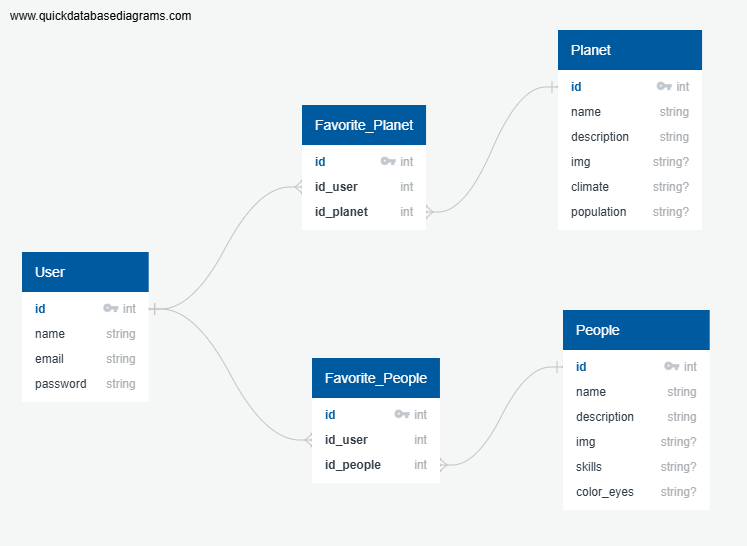 www.quickdatabasediagrams.com
Planet
id int
name string
description string
img string?
climate string?
population string?
Favorite_Planet
id int
id_user int
id_planet int
User
id int
name string
email string
password string
People
id int
name string
description string
img string?
skills string?
color_eyes string?
Favorite_People
id int
id_user int
id_people int